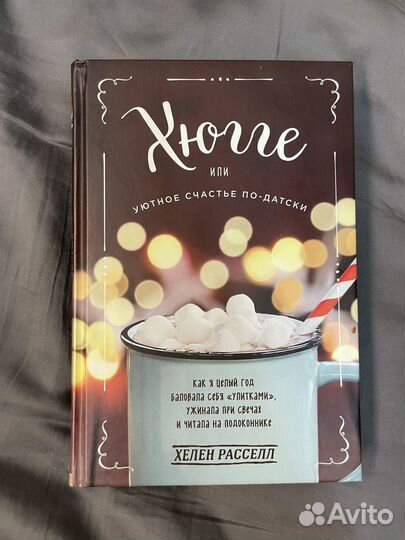 Хюгге
или
уютное счастье по-датски
как я целый год
баловала себя «улитками»,
ужинала при свечах
и читала на подоконнике
Хелен Расселл
Avito